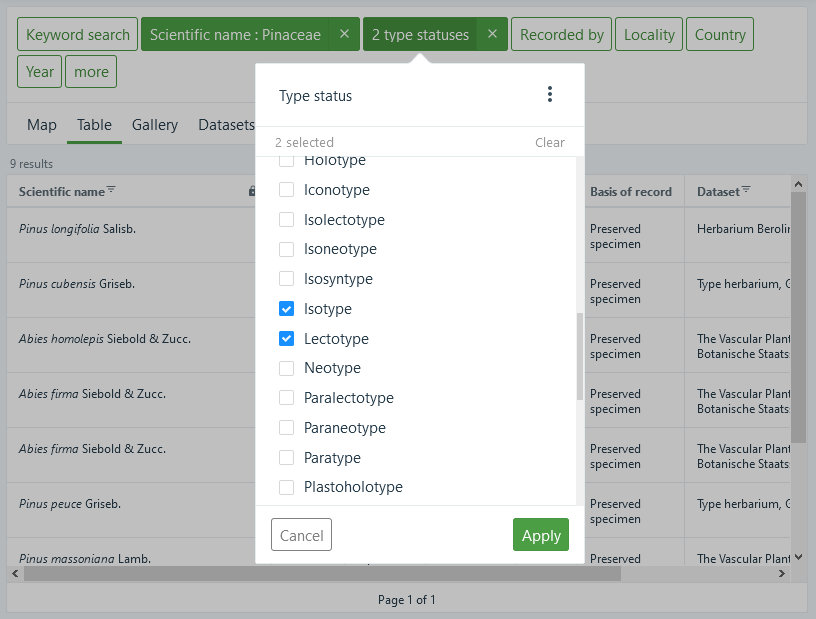 Keyword search
Scientific name : Pinaceae
2 type statuses
Recorded by
Locality
Country
Year
more
Map
Table
Gallery
Datasets
9 results
Scientific name
Basis of record
Dataset
Pinus longifolia Salisb.
Preserved
specimen
Herbarium
Pinus cubensis Griseb.
Preserved
specimen
Type herbarium,
Abies homolepis Siebold & Zucc.
Preserved
specimen
The Vascular Plant
Botanische Staats
Abies firma Siebold & Zucc.
Preserved
specimen
The Vascular Plant
Botanische Staats
Abies firma Siebold & Zucc.
Preserved
specimen
The Vascular Plant
Botanische Staats
Pinus peuce Griseb.
Preserved
specimen
Type herbarium,
Pinus massoniana Lamb.
Preserved
The Vascular Plant
Page 1 of 1
Type status
2 selected
Clear
Holotype
Iconotype
Isolectotype
Isoneotype
Isosyntype
Isotype
Lectotype
Neotype
Paralectotype
Paraneotype
Paratype
Plastoholotype
Cancel
Apply